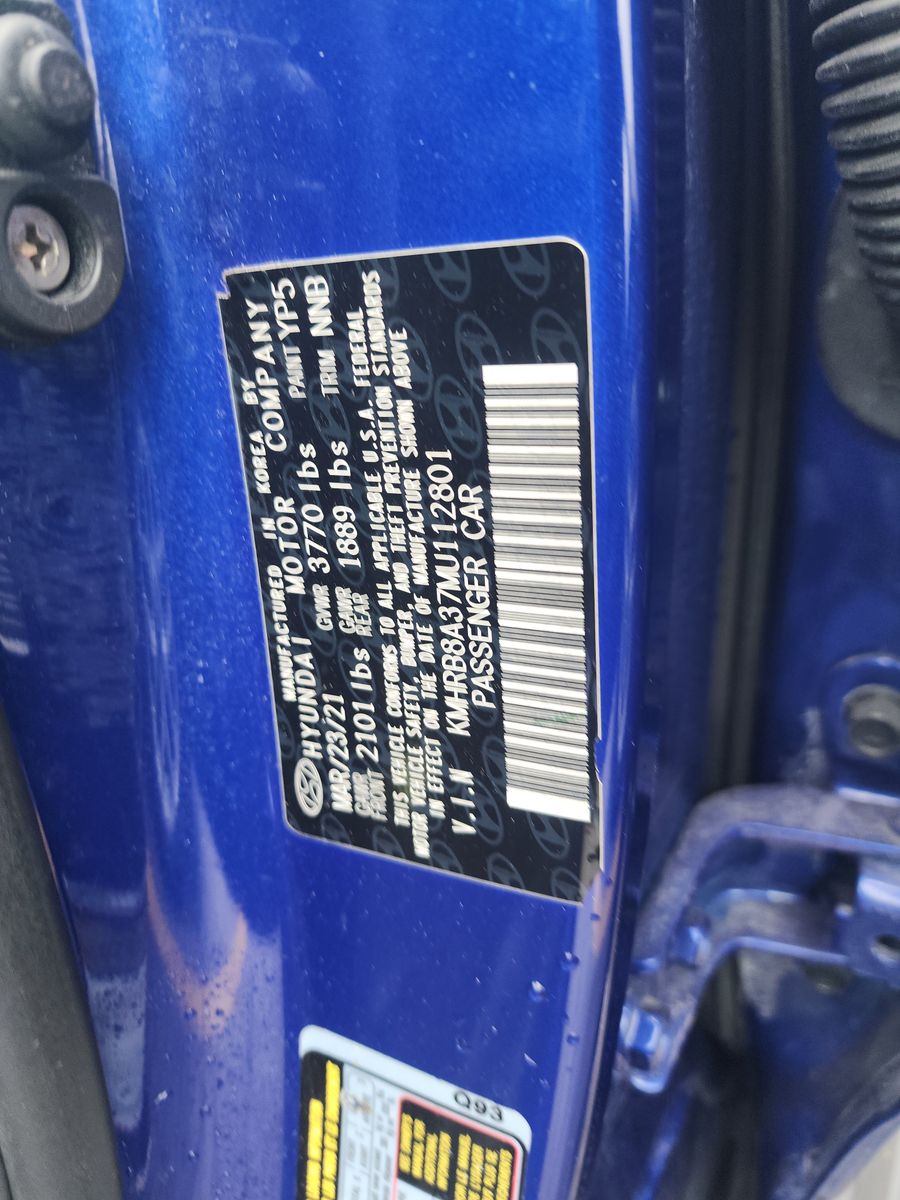 MANUFACTURED IN KOREA BY
HYUNDAI MOTOR COMPANY
MAR/23/21 GVWR 3770 lbs PAINT YP5
GAWR FRONT 2101 lbs GAWR REAR 1889 lbs TRIM NNB
THIS VEHICLE CONFORMS TO ALL APPLICABLE U.S.A. FEDERAL
MOTOR VEHICLE SAFETY, BUMPER, AND THEFT PREVENTION STANDARDS
IN EFFECT ON THE DATE OF MANUFACTURE SHOWN ABOVE
V.I.N KMHRB8A37MU112801
PASSENGER CAR
Q93